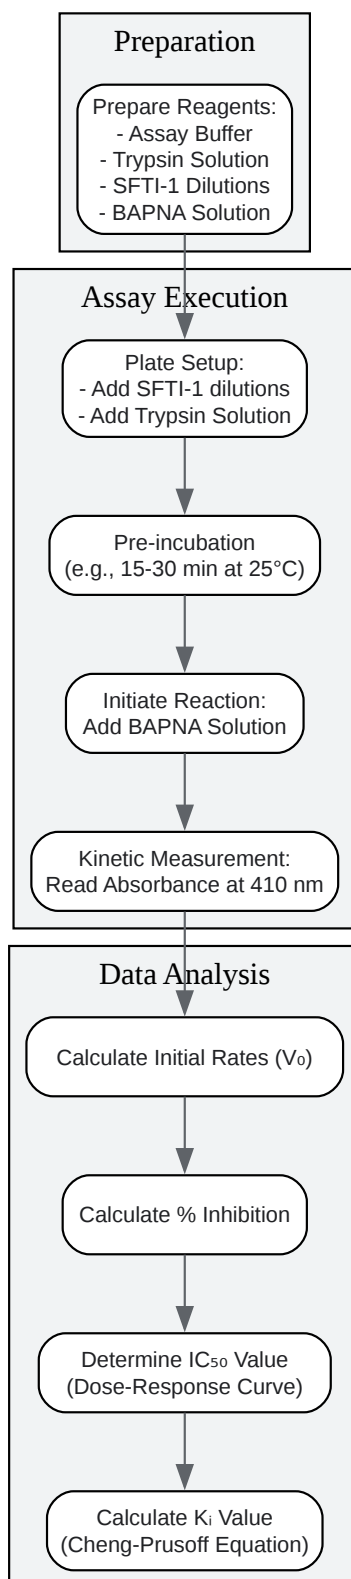 Preparation
Prepare Reagents:
- Assay Buffer
- Trypsin Solution
- SFTI-1 Dilutions
- BAPNA Solution
Assay Execution
Plate Setup:
- Add SFTI-1 dilutions
- Add Trypsin Solution
Pre-incubation
(e.g., 15-30 min at 25°C)
Initiate Reaction:
Add BAPNA Solution
Kinetic Measurement:
Read Absorbance at 410 nm
Data Analysis
Calculate Initial Rates (V₀)
Calculate % Inhibition
Determine IC₅₀ Value
(Dose-Response Curve)
Calculate Kᵢ Value
(Cheng-Prusoff Equation)